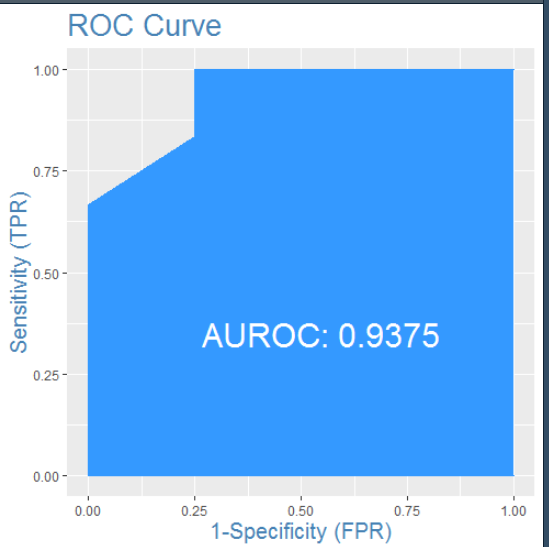 ROC Curve
1.00
0.75
0.50
0.25
0.00
Sensitivity (TPR)
AUROC: 0.9375
0.00 0.25 0.50 0.75 1.00
1-Specificity (FPR)